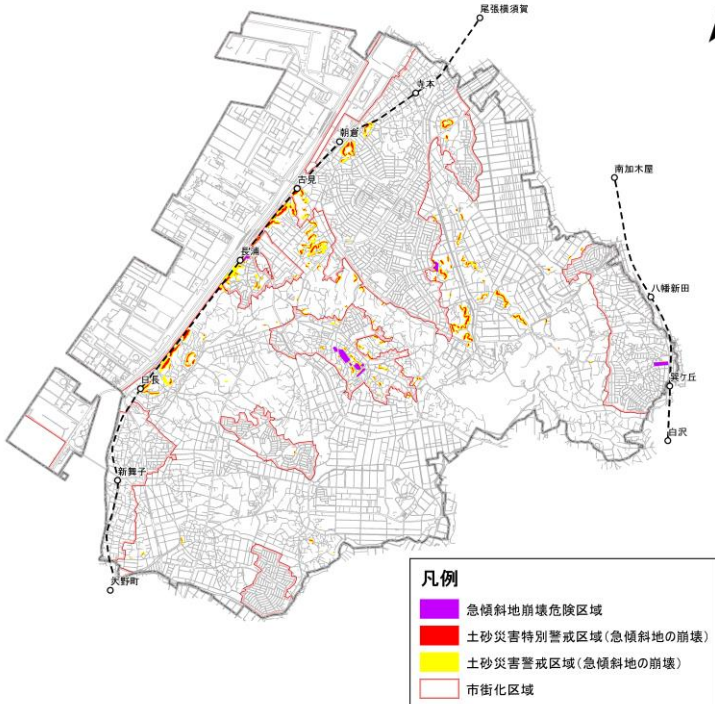 尾張横須賀
寺本
朝倉
古見
南加木屋
長浦
八幡新田
巽ヶ丘
日長
白沢
新舞子
大野町
凡例
急傾斜地崩壊危険区域
土砂災害特別警戒区域(急傾斜地の崩壊)
土砂災害警戒区域(急傾斜地の崩壊)
市街化区域